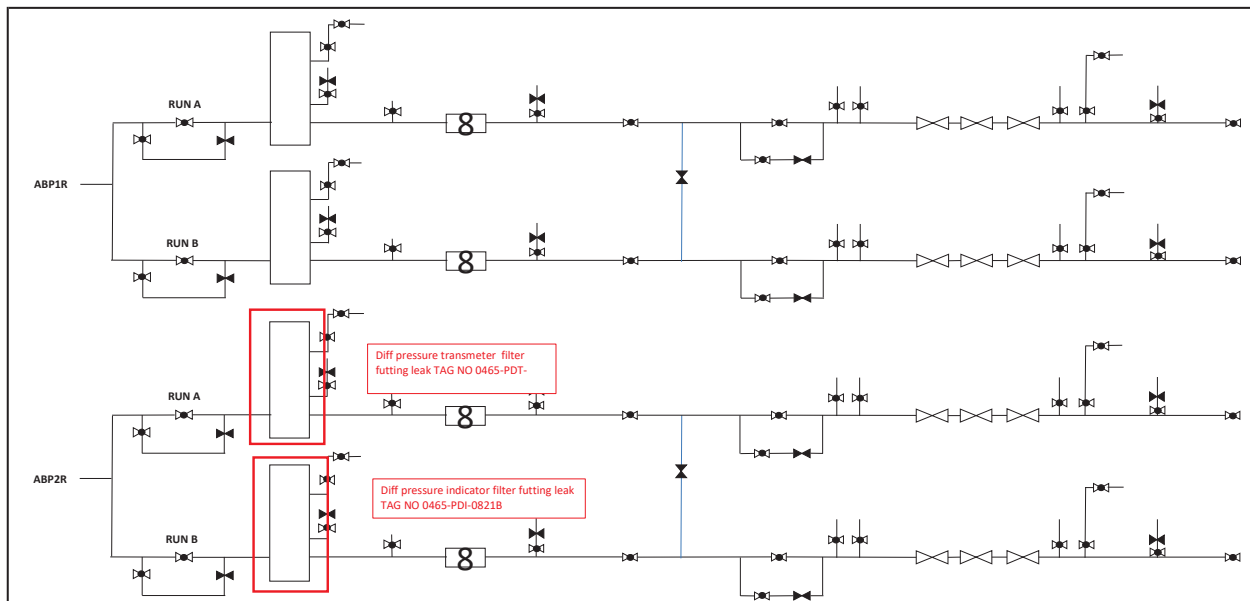 RUN A
ABP1R
RUN B
Diff pressure transmeter filter
futting leak TAG NO 0465-PDT-
RUN A
ABP2R
Diff pressure indicator filter futting leak
TAG NO 0465-PDI-0821B
RUN B